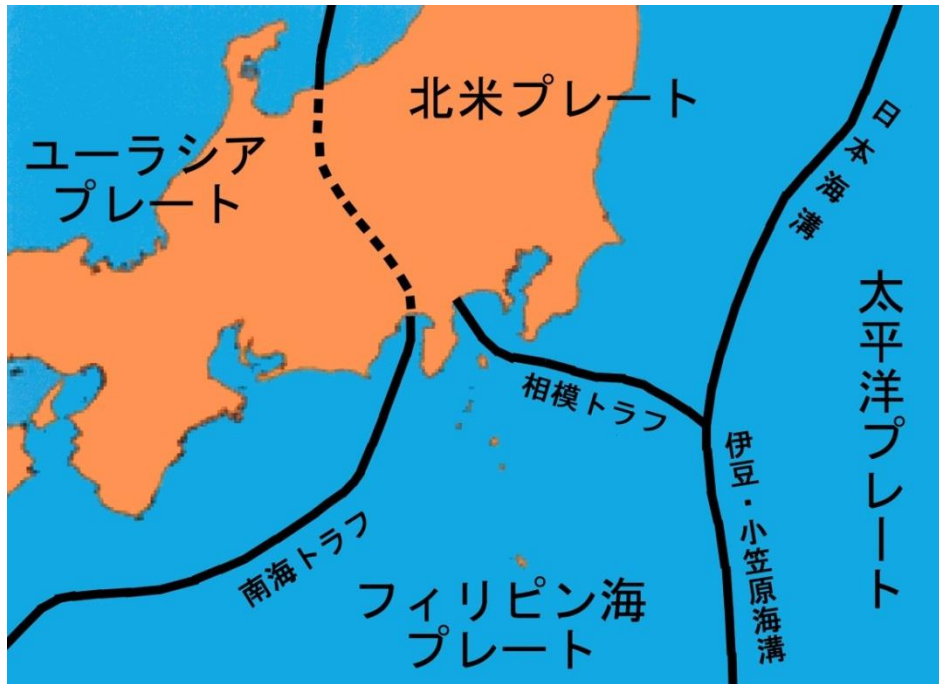 北米プレート
ユーラシア
プレート
日本海溝
太平洋プレート
相模トラフ
伊豆・小笠原海溝
南海トラフ
フィリピン海
プレート